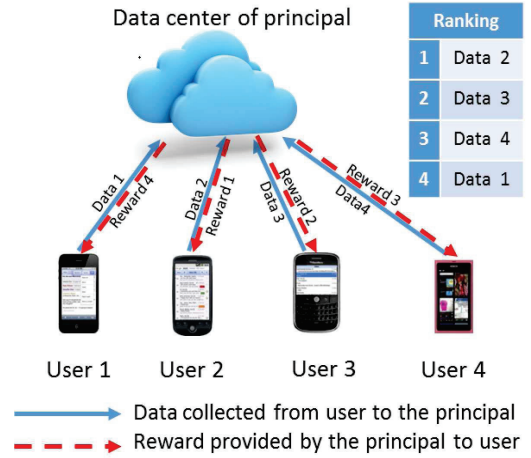 Data center of principal
Ranking
1 Data 2
2 Data 3
3 Data 4
4 Data 1
Data 1
Reward 4
Data 2
Reward 1
Reward 2
Data 3
Reward 3
Data4
User 1
User 2
User 3
User 4
Data collected from user to the principal
Reward provided by the principal to user